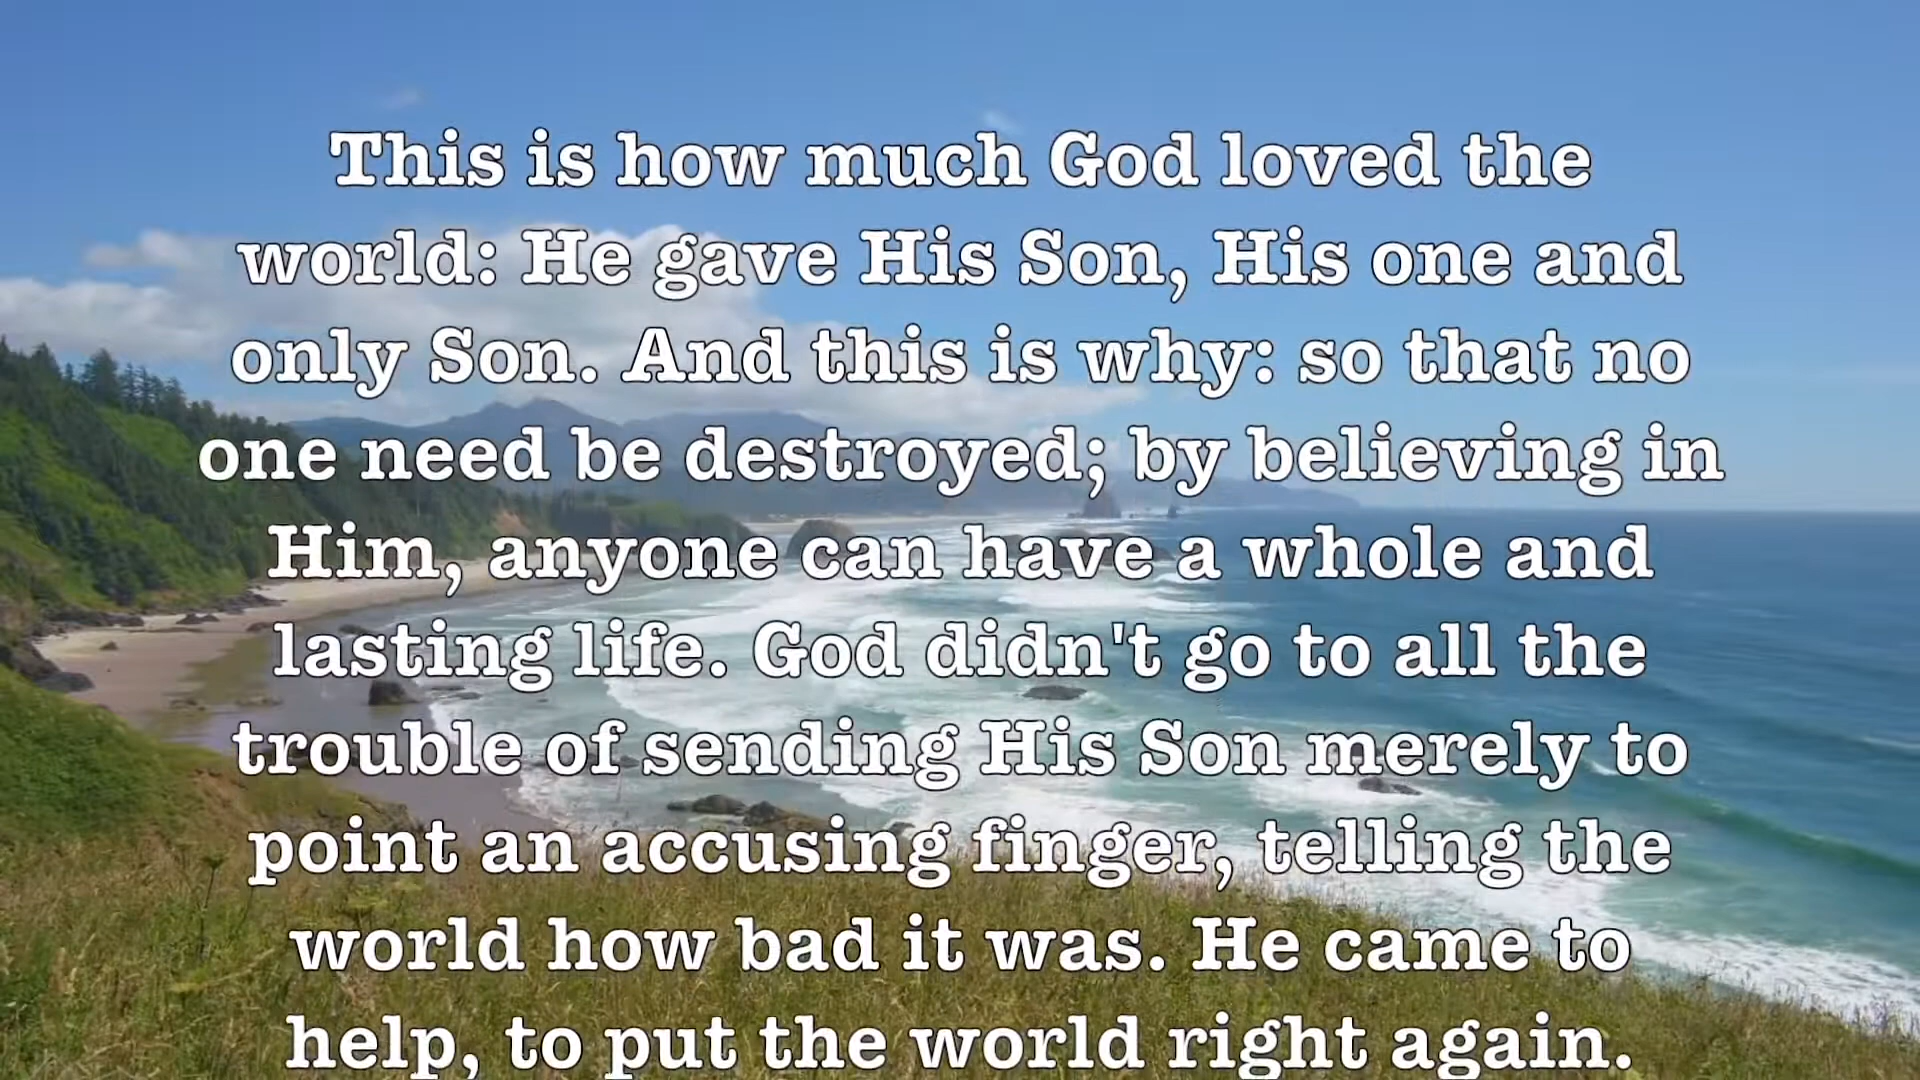 This is how much God loved the
world: He gave His Son, His one and
only Son. And this is why: so that no
one need be destroyed; by believing in
Him, anyone can have a whole and
lasting life. God didn't go to all the
trouble of sending His Son merely to
point an accusing finger, telling the
world how bad it was. He came to
help, to put the world right again.